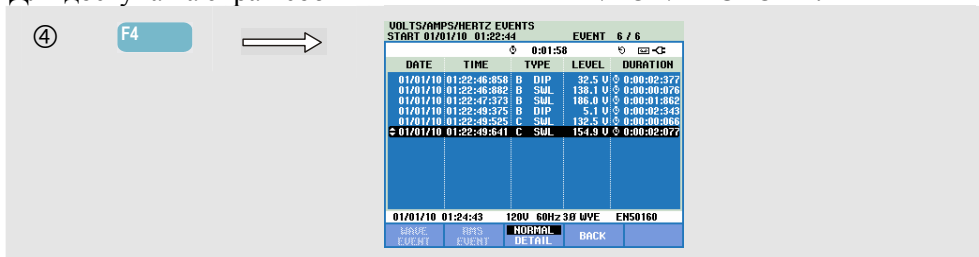 ④
F4
VOLTS/AMPS/HERTZ EVENTS
START 01/01/10 01:22:44 EVENT 6 / 6
0:01:58
DATE TIME TYPE LEVEL DURATION
01/01/10 01:22:46:858 B DIP 32.5 V 0:00:02:377
01/01/10 01:22:46:882 B SWL 138.1 V 0:00:00:076
01/01/10 01:22:47:373 B SWL 186.0 V 0:00:01:862
01/01/10 01:22:49:375 B DIP 5.1 V 0:00:02:343
01/01/10 01:22:49:525 C SWL 132.5 V 0:00:00:066
01/01/10 01:22:49:641 C SWL 154.9 V 0:00:02:077
01/01/10 01:24:43 120V 60Hz 3Ø WYE EN50160
WAVE EVENT RMS EVENT NORMAL DETAIL BACK